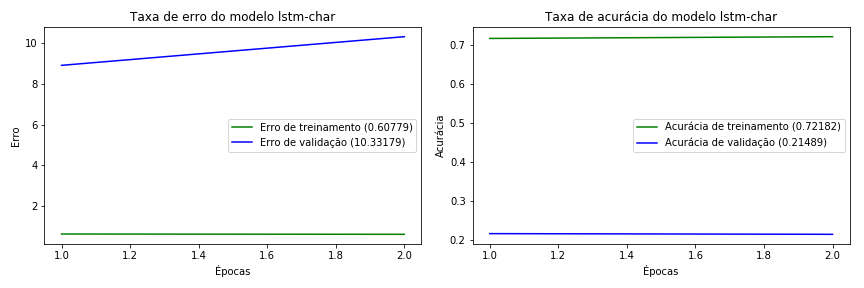 Taxa de erro do modelo lstm-char
10
8
6
4
2
Erro
Erro de treinamento (0.60779)
Erro de validação (10.33179)
1.0 1.2 1.4 1.6 1.8 2.0
Épocas
Taxa de acurácia do modelo lstm-char
0.7
0.6
0.5
0.4
0.3
0.2
Acurácia
Acurácia de treinamento (0.72182)
Acurácia de validação (0.21489)
1.0 1.2 1.4 1.6 1.8 2.0
Épocas